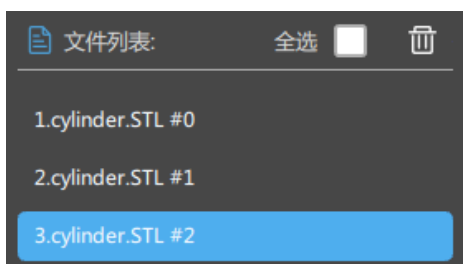 文件列表: 全选
1.cylinder.STL #0
2.cylinder.STL #1
3.cylinder.STL #2